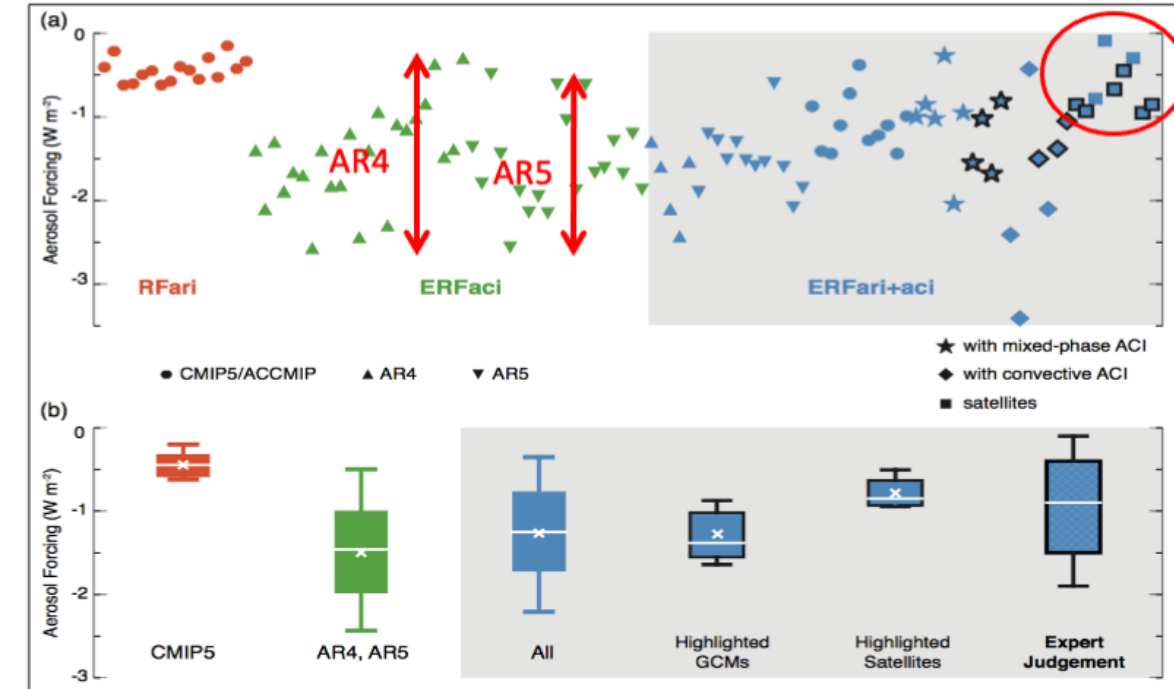 (a)
0
-1
-2
-3
Aerosol Forcing (W m-2)
AR4
AR5
RFari
ERFaci
ERFari+aci
CMIP5/ACCMIP
AR4
AR5
with mixed-phase ACI
with convective ACI
satellites
(b)
0
-1
-2
-3
Aerosol Forcing (W m-2)
CMIP5
AR4, AR5
All
Highlighted
GCMs
Highlighted
Satellites
Expert
Judgement